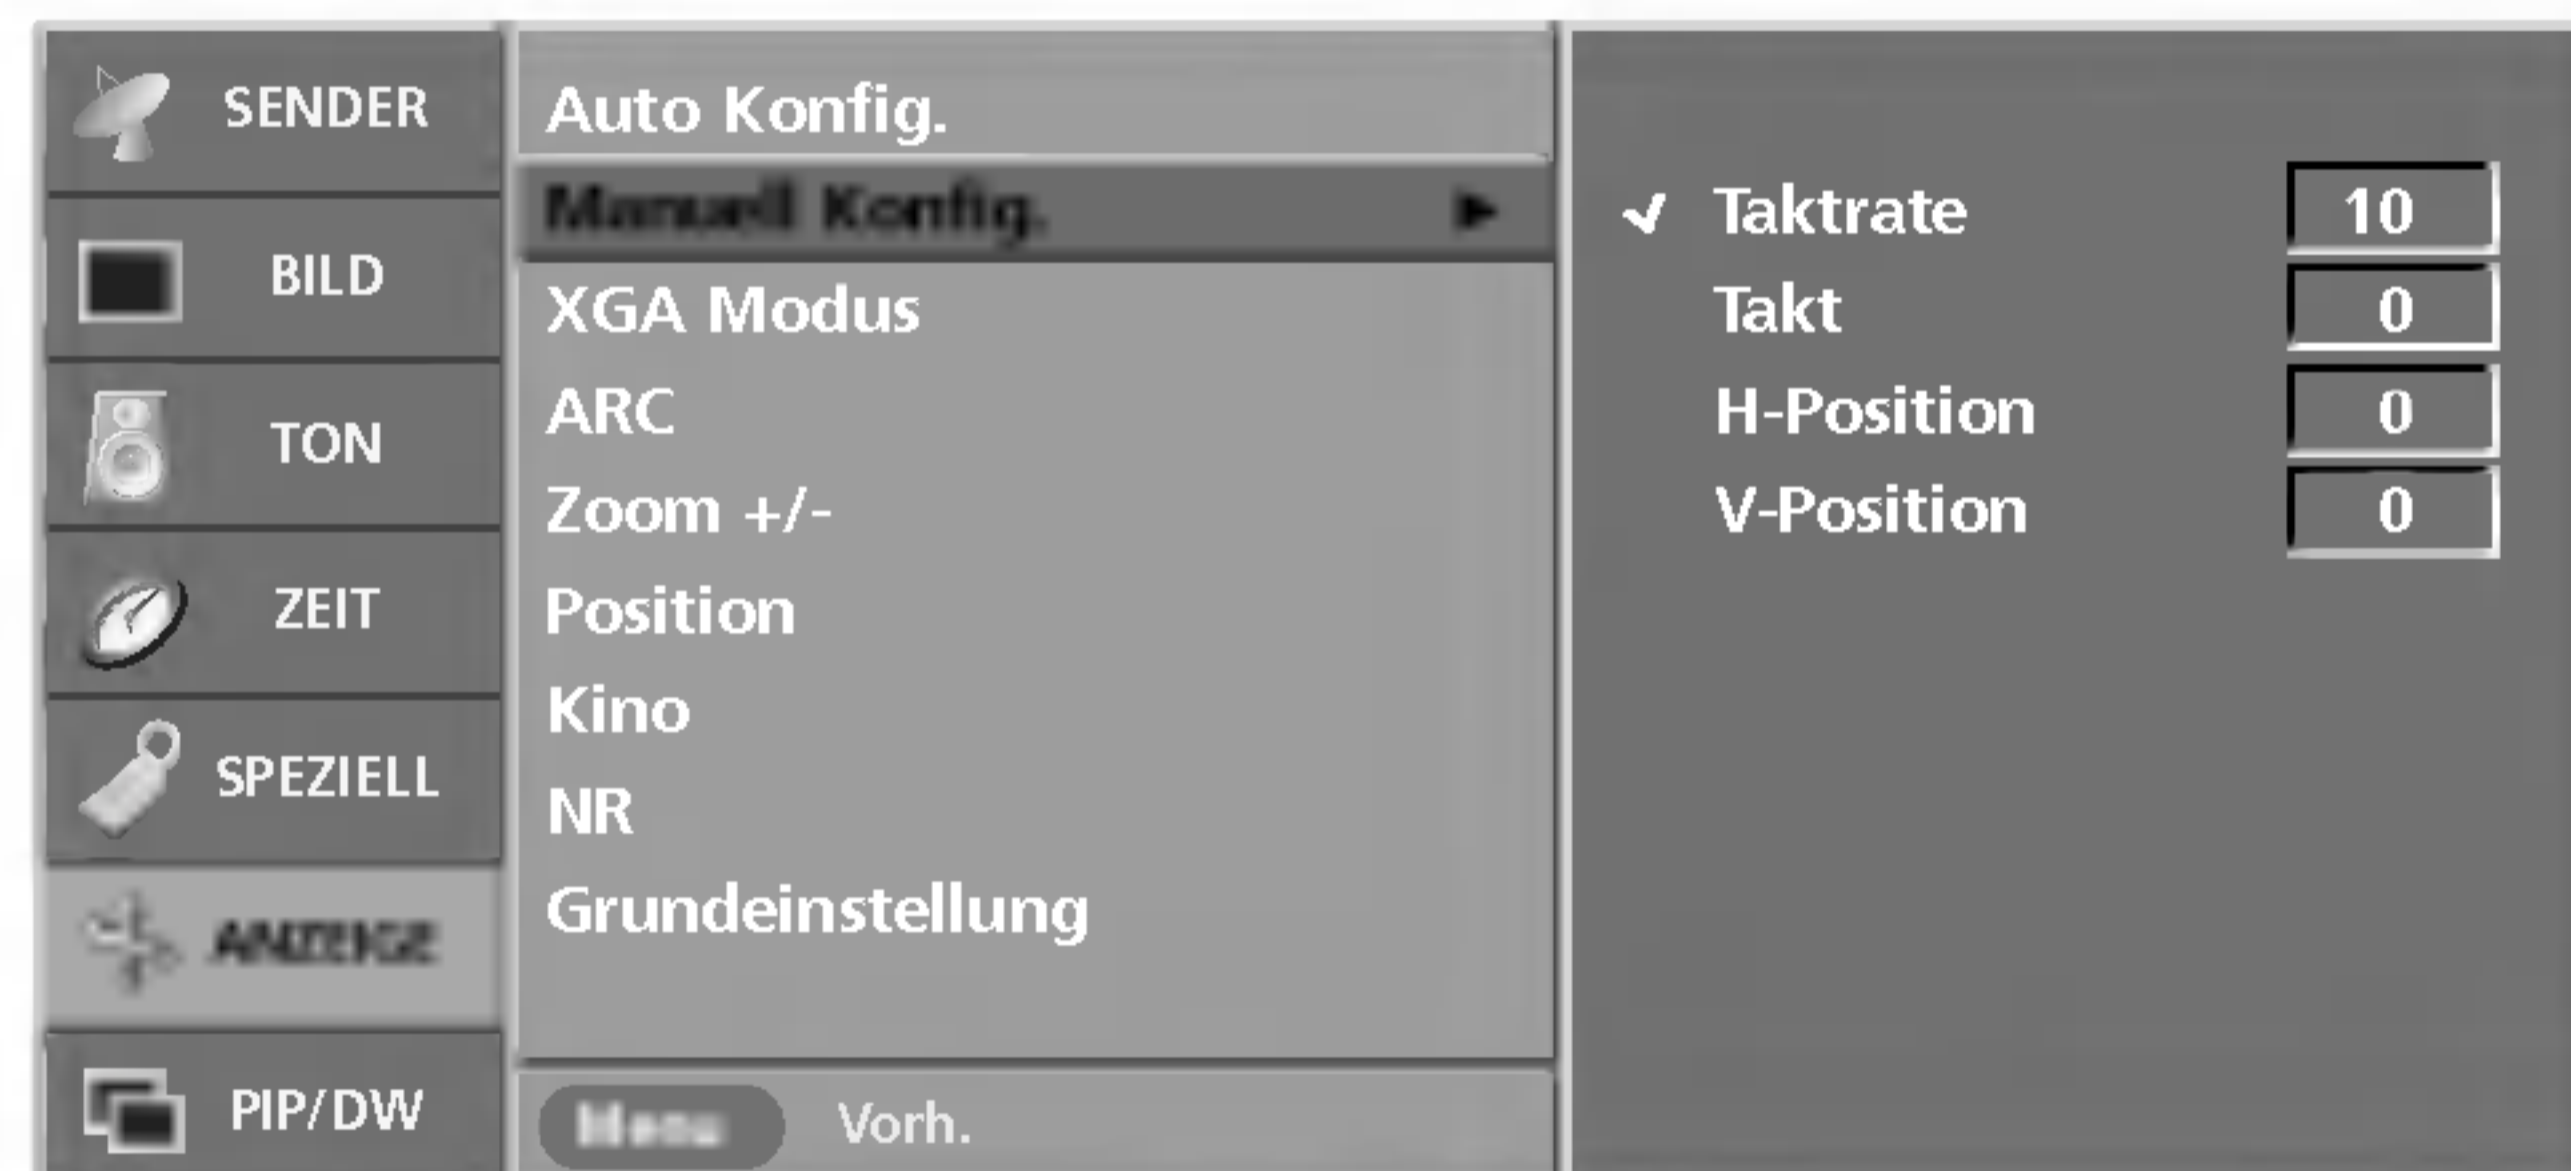 SENDER
BILD
TON
ZEIT
SPEZIELL
ANZEIGE
PIP/DW
Auto Konfig.
Manuell Konfig.
XGA Modus
ARC
Zoom +/-
Position
Kino
NR
Grundeinstellung
Menu Vorh.
Taktrate 10
Takt 0
H-Position 0
V-Position 0